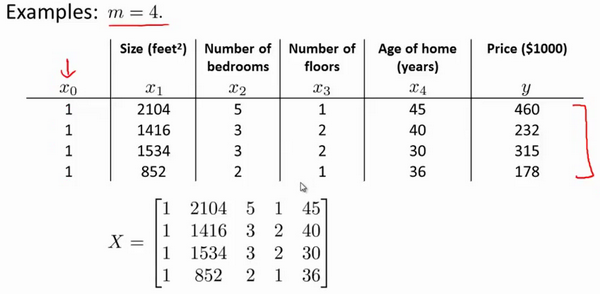 Examples: m = 4.
Size (feet²) Number of bedrooms Number of floors Age of home (years) Price ($1000)
x₀ x₁ x₂ x₃ x₄ y
1 2104 5 1 45 460
1 1416 3 2 40 232
1 1534 3 2 30 315
1 852 2 1 36 178
X =
1 2104 5 1 45
1 1416 3 2 40
1 1534 3 2 30
1 852 2 1 36